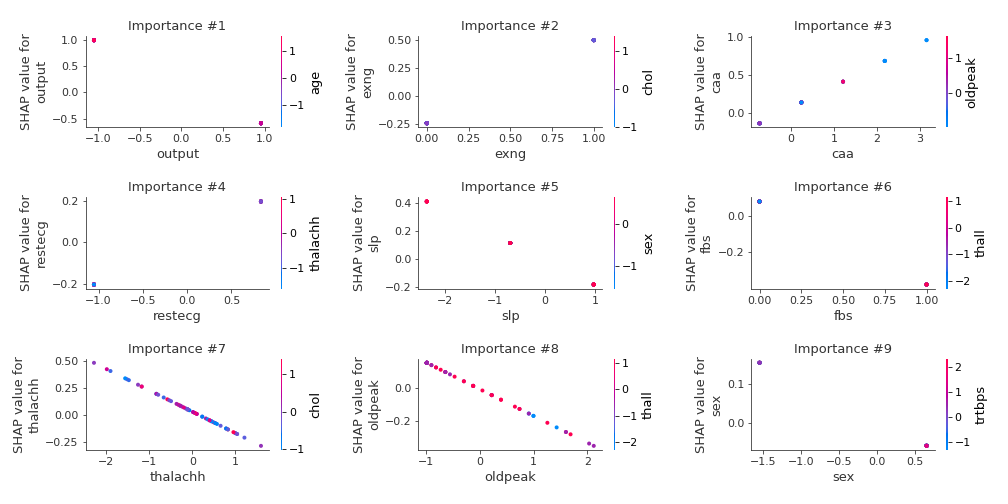 Importance #1
SHAP value for
output
1.0
0.5
0.0
−0.5
−1.0
−0.5
0.0
0.5
1.0
output
1
0
−1
age
Importance #2
SHAP value for
exng
0.50
0.25
0.00
−0.25
0.00
0.25
0.50
0.75
1.00
exng
1
0
−1
chol
Importance #3
SHAP value for
caa
1.0
0.5
0.0
0
1
2
3
caa
1
0
oldpeak
Importance #4
SHAP value for
restecg
0.2
0.0
−0.2
−1.0
−0.5
0.0
0.5
restecg
1
0
−1
thalachh
Importance #5
SHAP value for
slp
0.4
0.2
0.0
−0.2
−2
−1
0
1
slp
0
−1
sex
Importance #6
SHAP value for
fbs
0.0
−0.2
0.00
0.25
0.50
0.75
1.00
fbs
1
0
−1
−2
thall
Importance #7
SHAP value for
thalachh
0.50
0.25
0.00
−0.25
−2
−1
0
1
thalachh
1
0
−1
chol
Importance #8
SHAP value for
oldpeak
0.0
−0.2
−1
0
1
2
oldpeak
1
0
−1
−2
thall
Importance #9
SHAP value for
sex
0.1
0.0
−1.5
−1.0
−0.5
0.0
0.5
sex
2
1
0
−1
trtbps